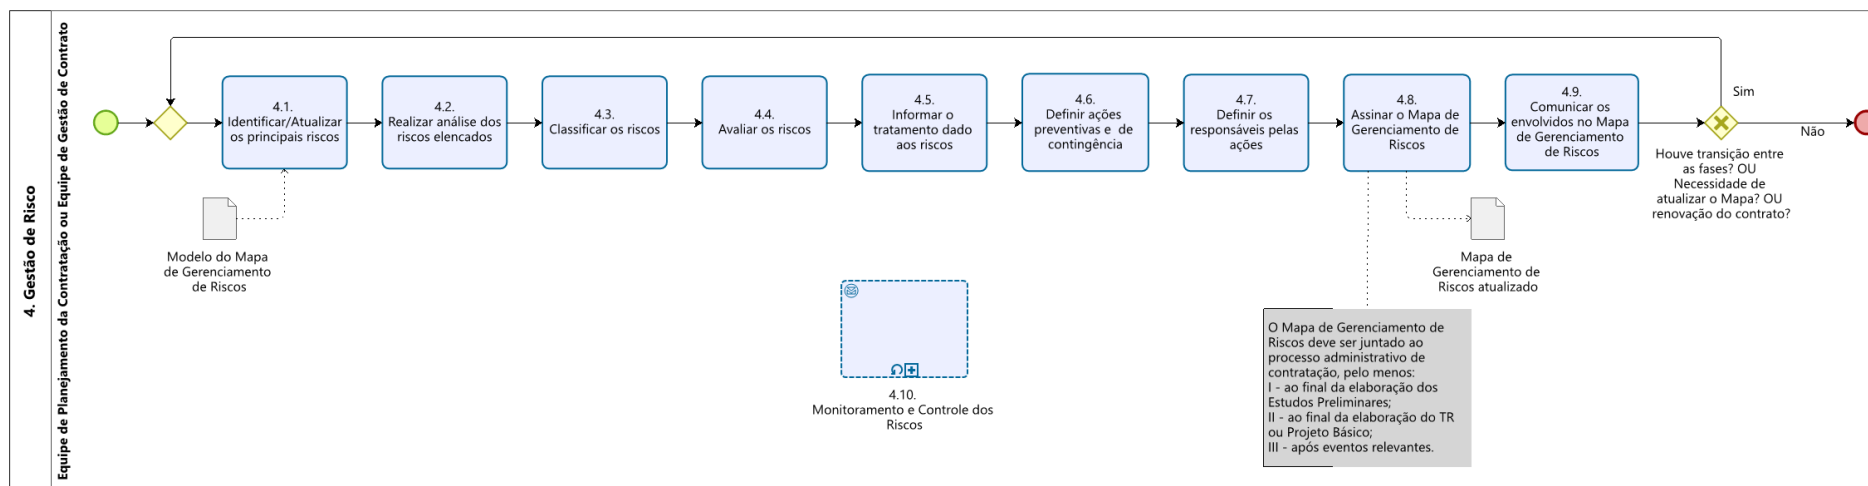 4. Gestão de Risco
Equipe de Planejamento da Contratação ou Equipe de Gestão de Contrato
4.1.
Identificar/Atualizar
os principais riscos
4.2.
Realizar análise dos
riscos elencados
4.3.
Classificar os riscos
4.4.
Avaliar os riscos
4.5.
Informar o
tratamento dado
aos riscos
4.6.
Definir ações
preventivas e  de
contingência
4.7.
Definir os
responsáveis pelas
ações
4.8.
Assinar o Mapa de
Gerenciamento de
Riscos
4.9.
Comunicar os
envolvidos no Mapa
de Gerenciamento
de Riscos
Sim
Não
Houve transição entre
as fases? OU
Necessidade de
atualizar o Mapa? OU
renovação do contrato?
Modelo do Mapa
de Gerenciamento
de Riscos
Mapa de
Gerenciamento de
Riscos atualizado
4.10.
Monitoramento e Controle dos
Riscos
O Mapa de Gerenciamento de
Riscos deve ser juntado ao
processo administrativo de
contratação, pelo menos:
I - ao final da elaboração dos
Estudos Preliminares;
II - ao final da elaboração do TR
ou Projeto Básico;
III - após eventos relevantes.